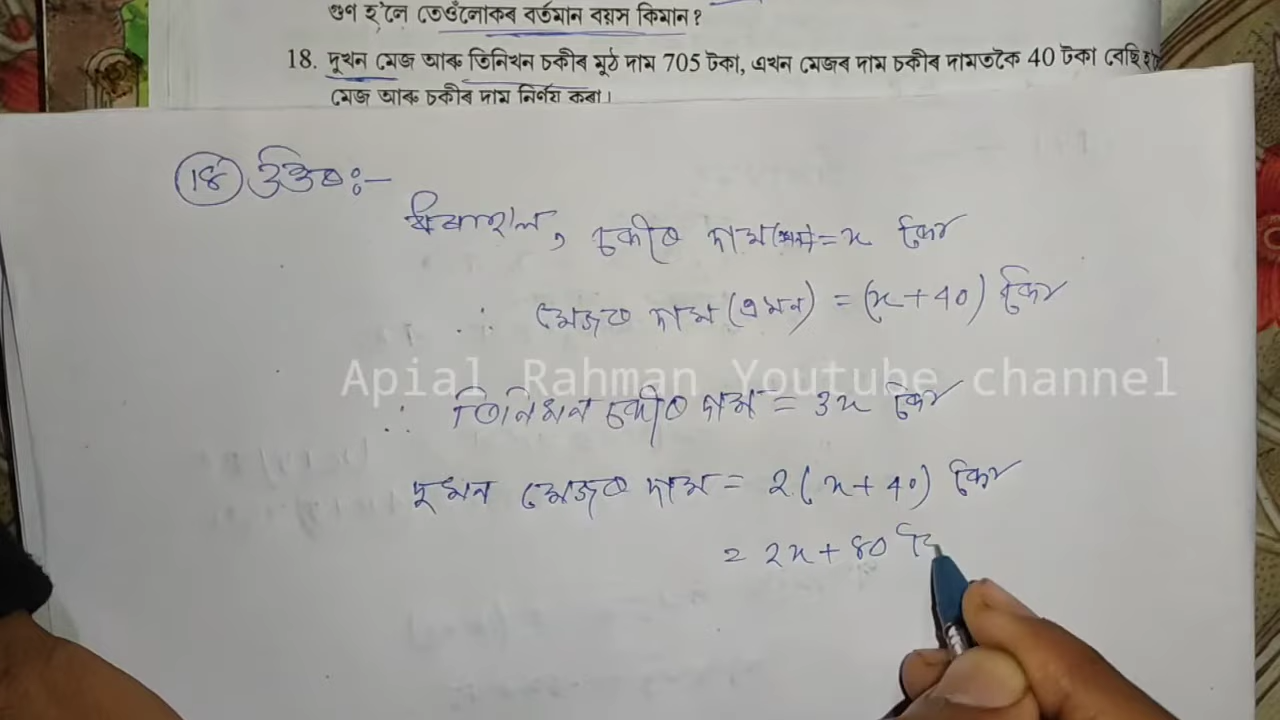 গুণ হ'লে তেওঁলোকৰ বৰ্তমান বয়স কিমান?
18. দুখন মেজ আৰু তিনিখন চকীৰ মুঠ দাম 705 টকা, এখন মেজৰ দাম চকীৰ দামতকৈ 40 টকা বেছি হ'লে
মেজ আৰু চকীৰ দাম নিৰ্ণয় কৰা।
18 উত্তৰঃ-
ধৰাহ'ল, চকীৰ দাম (এখন) = x টকা
∴ মেজৰ দাম (এখন) = (x+40) টকা
Apial Rahman Youtube channel
∴ তিনিখন চকীৰ দাম = 3x টকা
দুখন মেজৰ দাম = 2(x+40) টকা
= 2x+80 ট